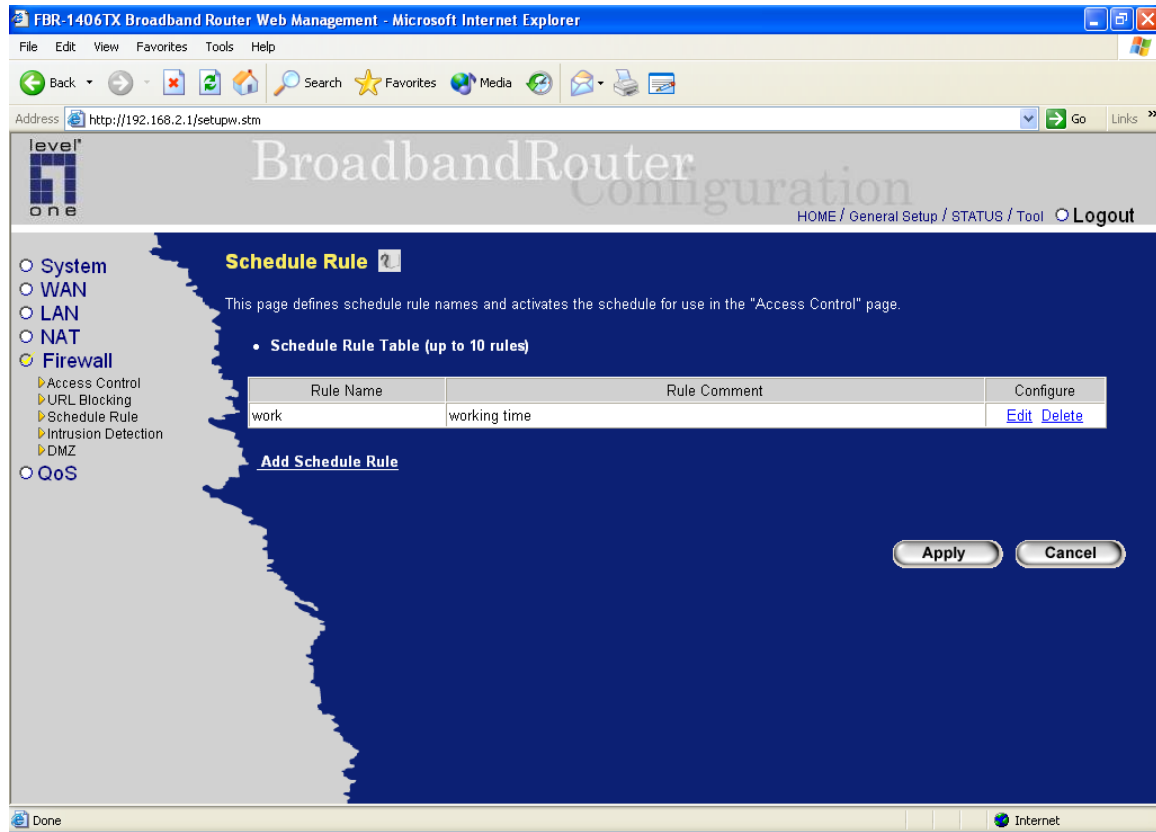 FBR-1406TX Broadband Router Web Management - Microsoft Internet Explorer
File Edit View Favorites Tools Help
Back Search Favorites Media
Address http://192.168.2.1/setupw.stm Go Links »
level one
BroadbandRouter
Configuration
HOME / General Setup / STATUS / Tool Logout
System
WAN
LAN
NAT
Firewall
Access Control
URL Blocking
Schedule Rule
Intrusion Detection
DMZ
QoS
Schedule Rule
This page defines schedule rule names and activates the schedule for use in the "Access Control" page.
• Schedule Rule Table (up to 10 rules)
Rule Name Rule Comment Configure
work working time Edit Delete
Add Schedule Rule
Apply Cancel
Done Internet